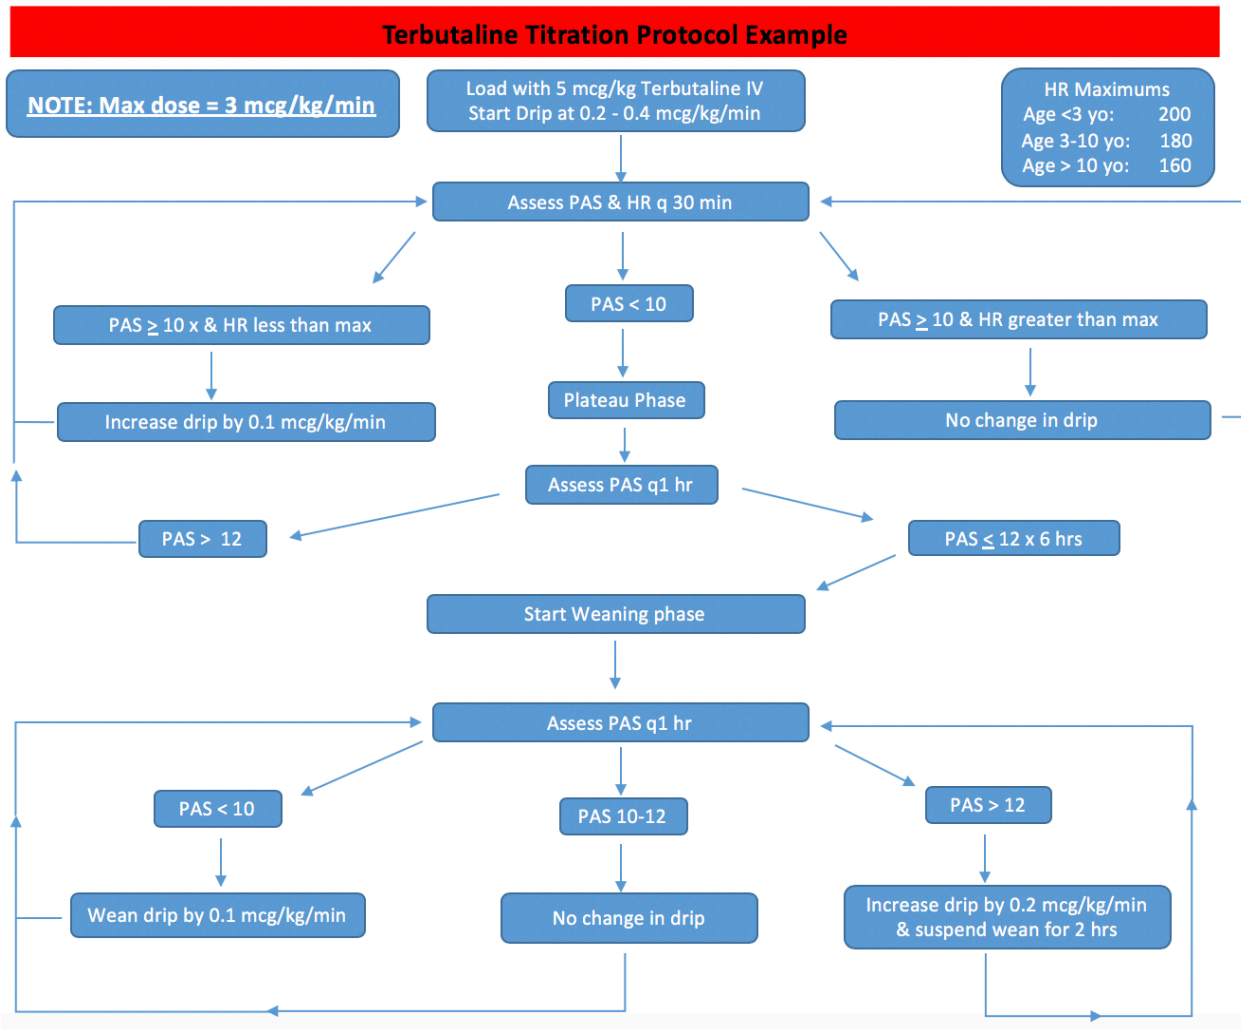 Terbutaline Titration Protocol Example
NOTE: Max dose = 3 mcg/kg/min
Load with 5 mcg/kg Terbutaline IV
Start Drip at 0.2 - 0.4 mcg/kg/min
HR Maximums
Age <3 yo: 200
Age 3-10 yo: 180
Age > 10 yo: 160
Assess PAS & HR q 30 min
PAS ≥ 10 x & HR less than max
PAS < 10
PAS ≥ 10 & HR greater than max
Increase drip by 0.1 mcg/kg/min
Plateau Phase
No change in drip
Assess PAS q1 hr
PAS > 12
PAS ≤ 12 x 6 hrs
Start Weaning phase
Assess PAS q1 hr
PAS < 10
PAS 10-12
PAS > 12
Wean drip by 0.1 mcg/kg/min
No change in drip
Increase drip by 0.2 mcg/kg/min
& suspend wean for 2 hrs